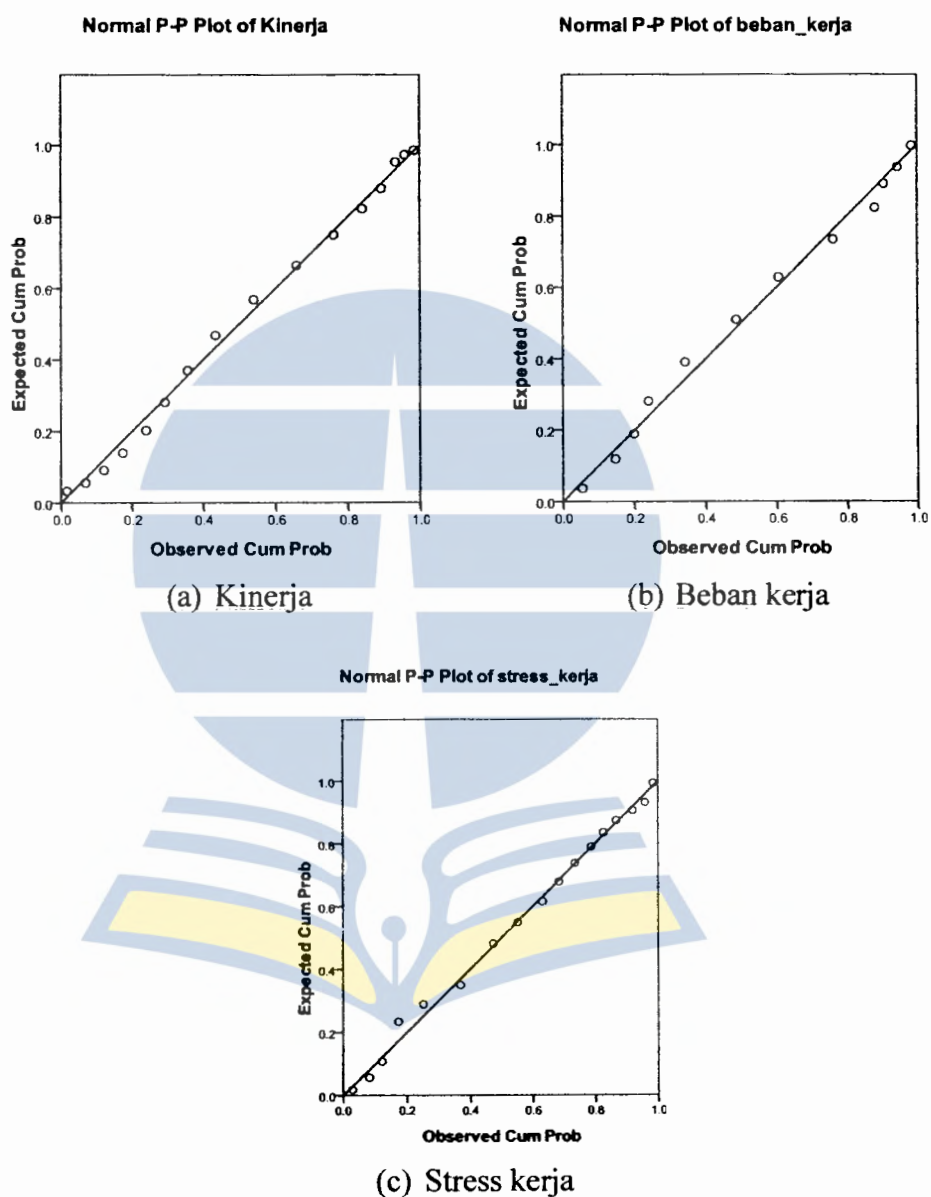 Normal P-P Plot of Kinerja
1.0
0.8
0.6
0.4
0.2
0.0
Expected Cum Prob
0.0 0.2 0.4 0.6 0.8 1.0
Observed Cum Prob
(a) Kinerja
Normal P-P Plot of beban_kerja
1.0
0.8
0.6
0.4
0.2
0.0
Expected Cum Prob
0.0 0.2 0.4 0.6 0.8 1.0
Observed Cum Prob
(b) Beban kerja
Normal P-P Plot of stress_kerja
1.0
0.8
0.6
0.4
0.2
0.0
Expected Cum Prob
0.0 0.2 0.4 0.6 0.8 1.0
Observed Cum Prob
(c) Stress kerja